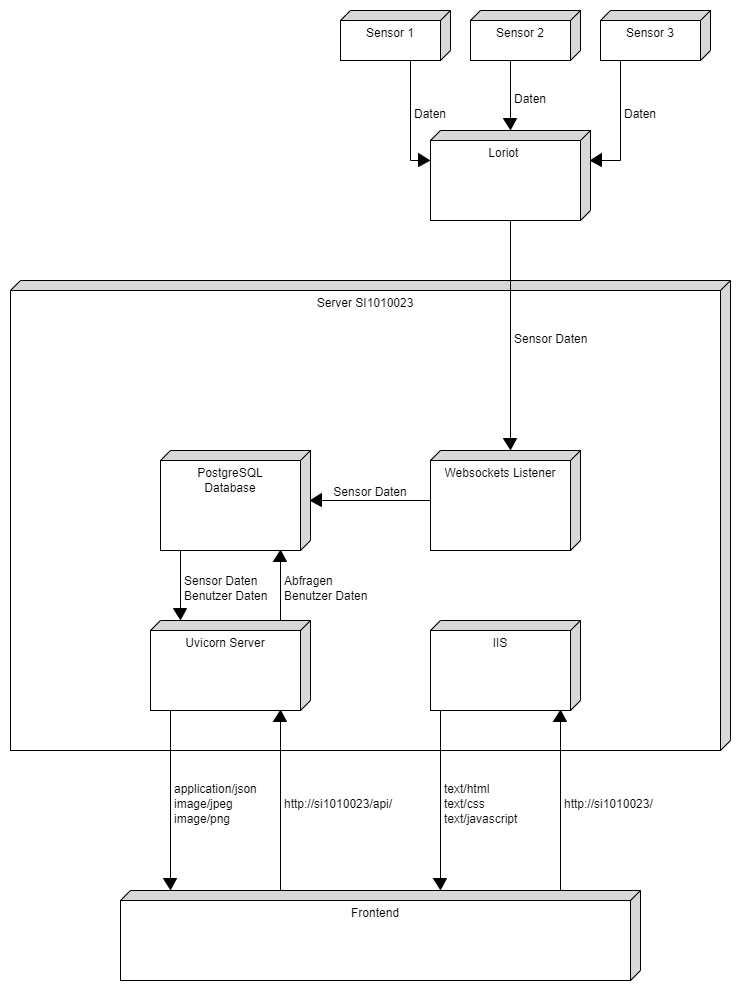 Sensor 1
Sensor 2
Sensor 3
Daten
Daten
Daten
Loriot
Server SI1010023
Sensor Daten
PostgreSQL
Database
Sensor Daten
Websockets Listener
Sensor Daten
Benutzer Daten
Abfragen
Benutzer Daten
Uvicorn Server
IIS
application/json
image/jpeg
image/png
http://si1010023/api/
text/html
text/css
text/javascript
http://si1010023/
Frontend